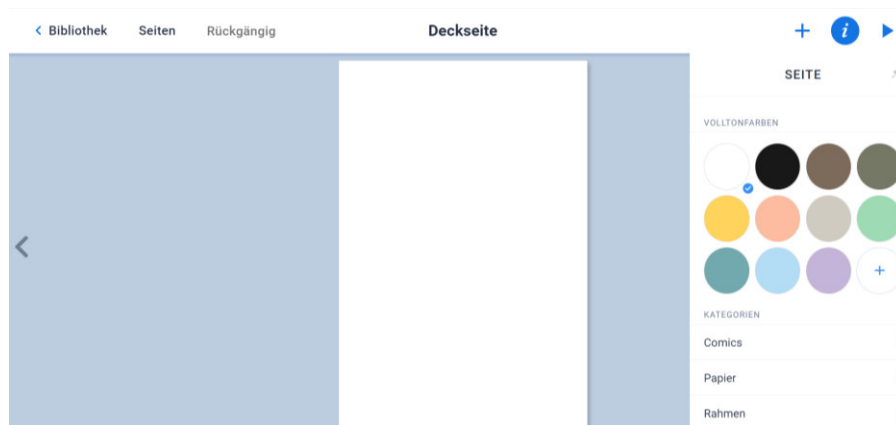 Bibliothek Seiten Rückgängig Deckseite
SEITE
VOLLTONFARBEN
KATEGORIEN
Comics
Papier
Rahmen